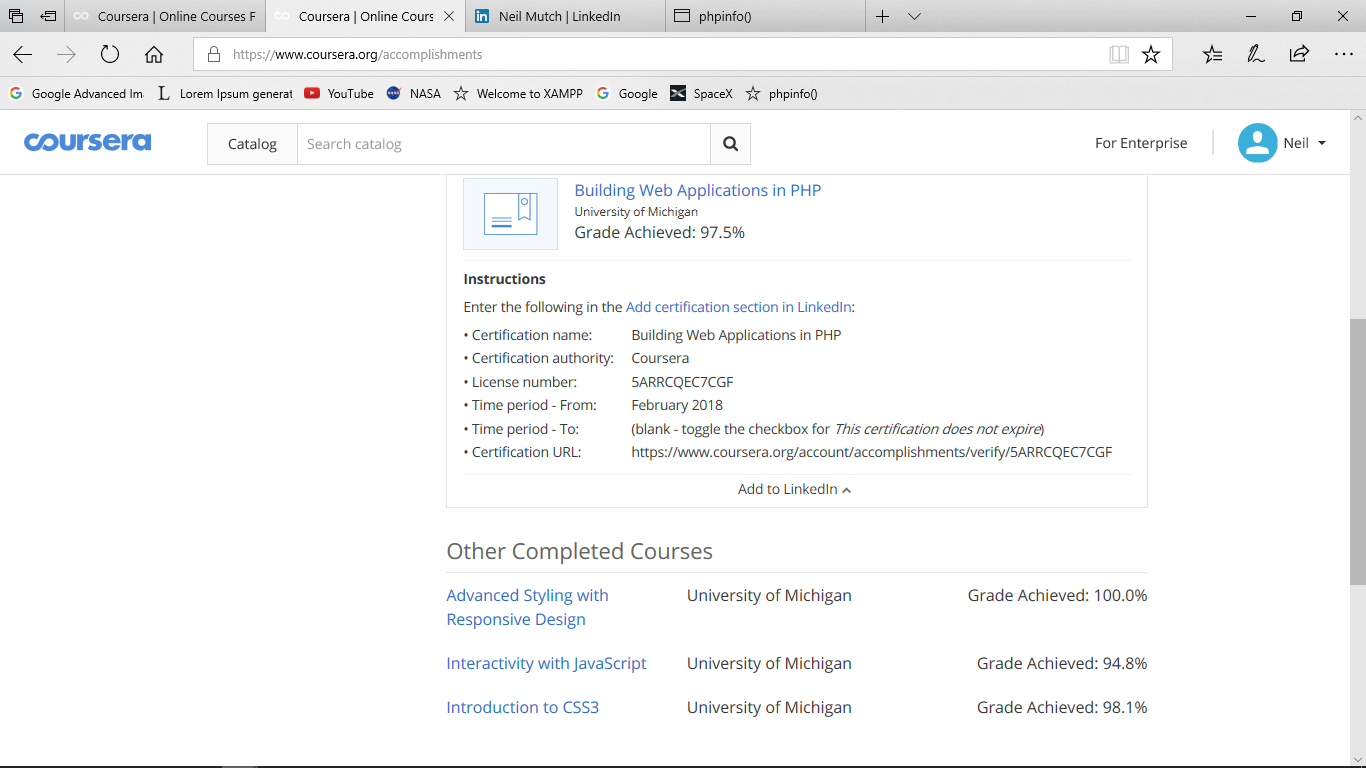 Coursera | Online Courses F
Coursera | Online Cours
Neil Mutch | LinkedIn
phpinfo()
https://www.coursera.org/accomplishments
Google Advanced Im
Lorem Ipsum generat
YouTube
NASA
Welcome to XAMPP
Google
SpaceX
phpinfo()
coursera
Catalog
Search catalog
For Enterprise
Neil
Building Web Applications in PHP
University of Michigan
Grade Achieved: 97.5%
Instructions
Enter the following in the Add certification section in LinkedIn:
• Certification name: Building Web Applications in PHP
• Certification authority: Coursera
• License number: 5ARRCQEC7CGF
• Time period - From: February 2018
• Time period - To: (blank - toggle the checkbox for This certification does not expire)
• Certification URL: https://www.coursera.org/account/accomplishments/verify/5ARRCQEC7CGF
Add to LinkedIn
Other Completed Courses
Advanced Styling with University of Michigan Grade Achieved: 100.0%
Responsive Design
Interactivity with JavaScript University of Michigan Grade Achieved: 94.8%
Introduction to CSS3 University of Michigan Grade Achieved: 98.1%